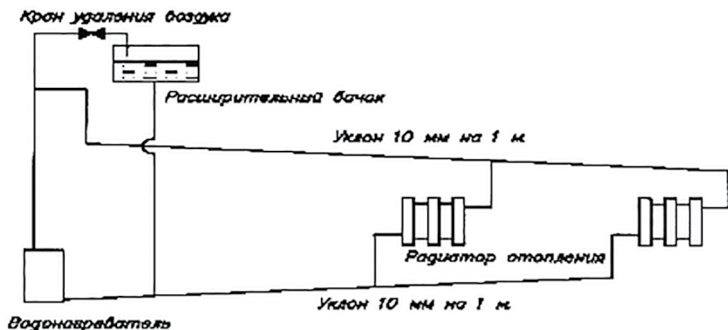 Кран удаления воздуха
Расширительный бачок
Уклон 10 мм на 1 м.
Радиатор отопления
Уклон 10 мм на 1 м.
Водонагреватель